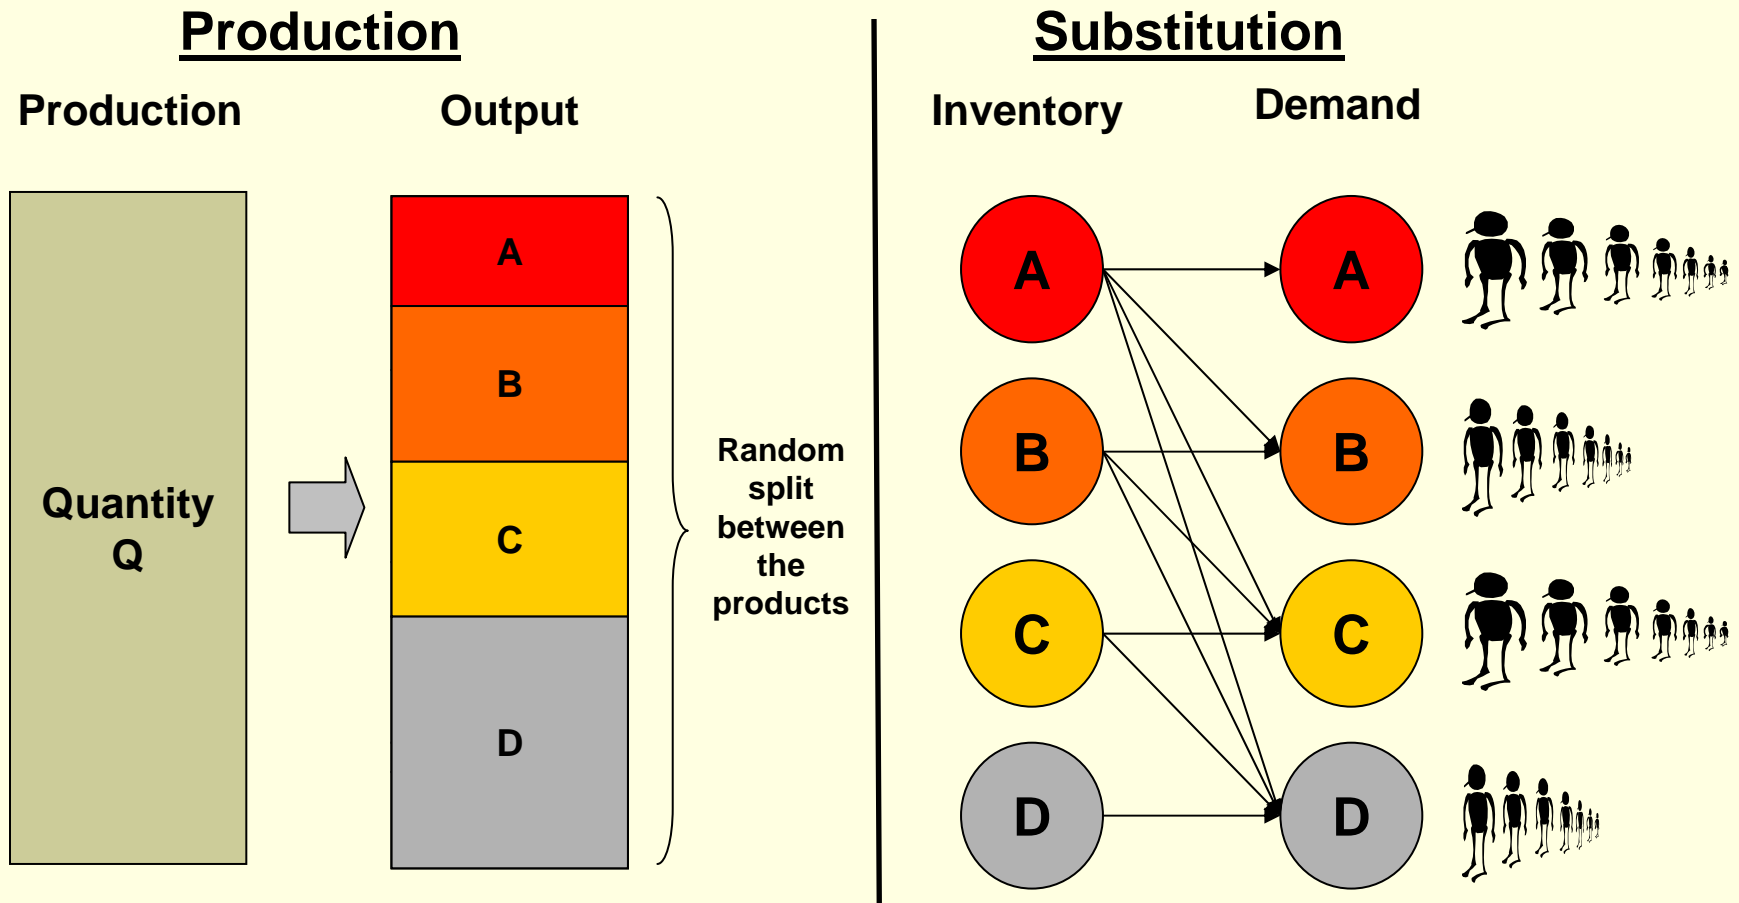 Production
Production
Output
Quantity
Q
A
B
C
D
Random
split
between
the
products
Substitution
Inventory
Demand
A
A
B
B
C
C
D
D